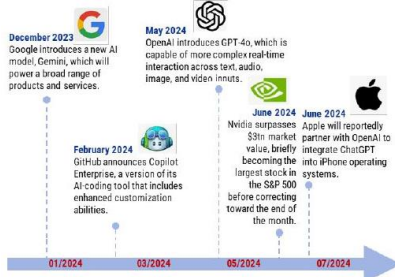 December 2023
Google introduces a new AI
model, Gemini, which will
power a broad range of
products and services.
February 2024
GitHub announces Copilot
Enterprise, a version of its
AI-coding tool that includes
enhanced customization
abilities.
May 2024
OpenAI introduces GPT-4o, which is
capable of more complex real-time
interaction across text, audio,
image, and video inputs.
June 2024
Nvidia surpasses
$3tn market
value, briefly
becoming the
largest stock in
the S&P 500
before correcting
toward the end of
the month.
June 2024
Apple will reportedly
partner with OpenAI to
integrate ChatGPT
into iPhone operating
systems.
01/2024
03/2024
05/2024
07/2024